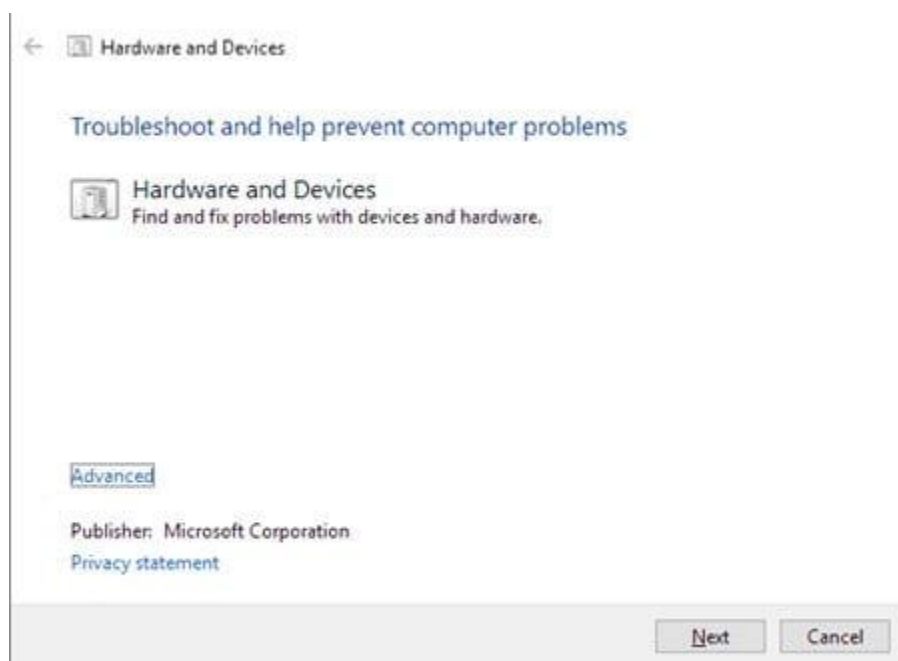 Hardware and Devices
Troubleshoot and help prevent computer problems
Hardware and Devices
Find and fix problems with devices and hardware.
Advanced
Publisher: Microsoft Corporation
Privacy statement
Next Cancel